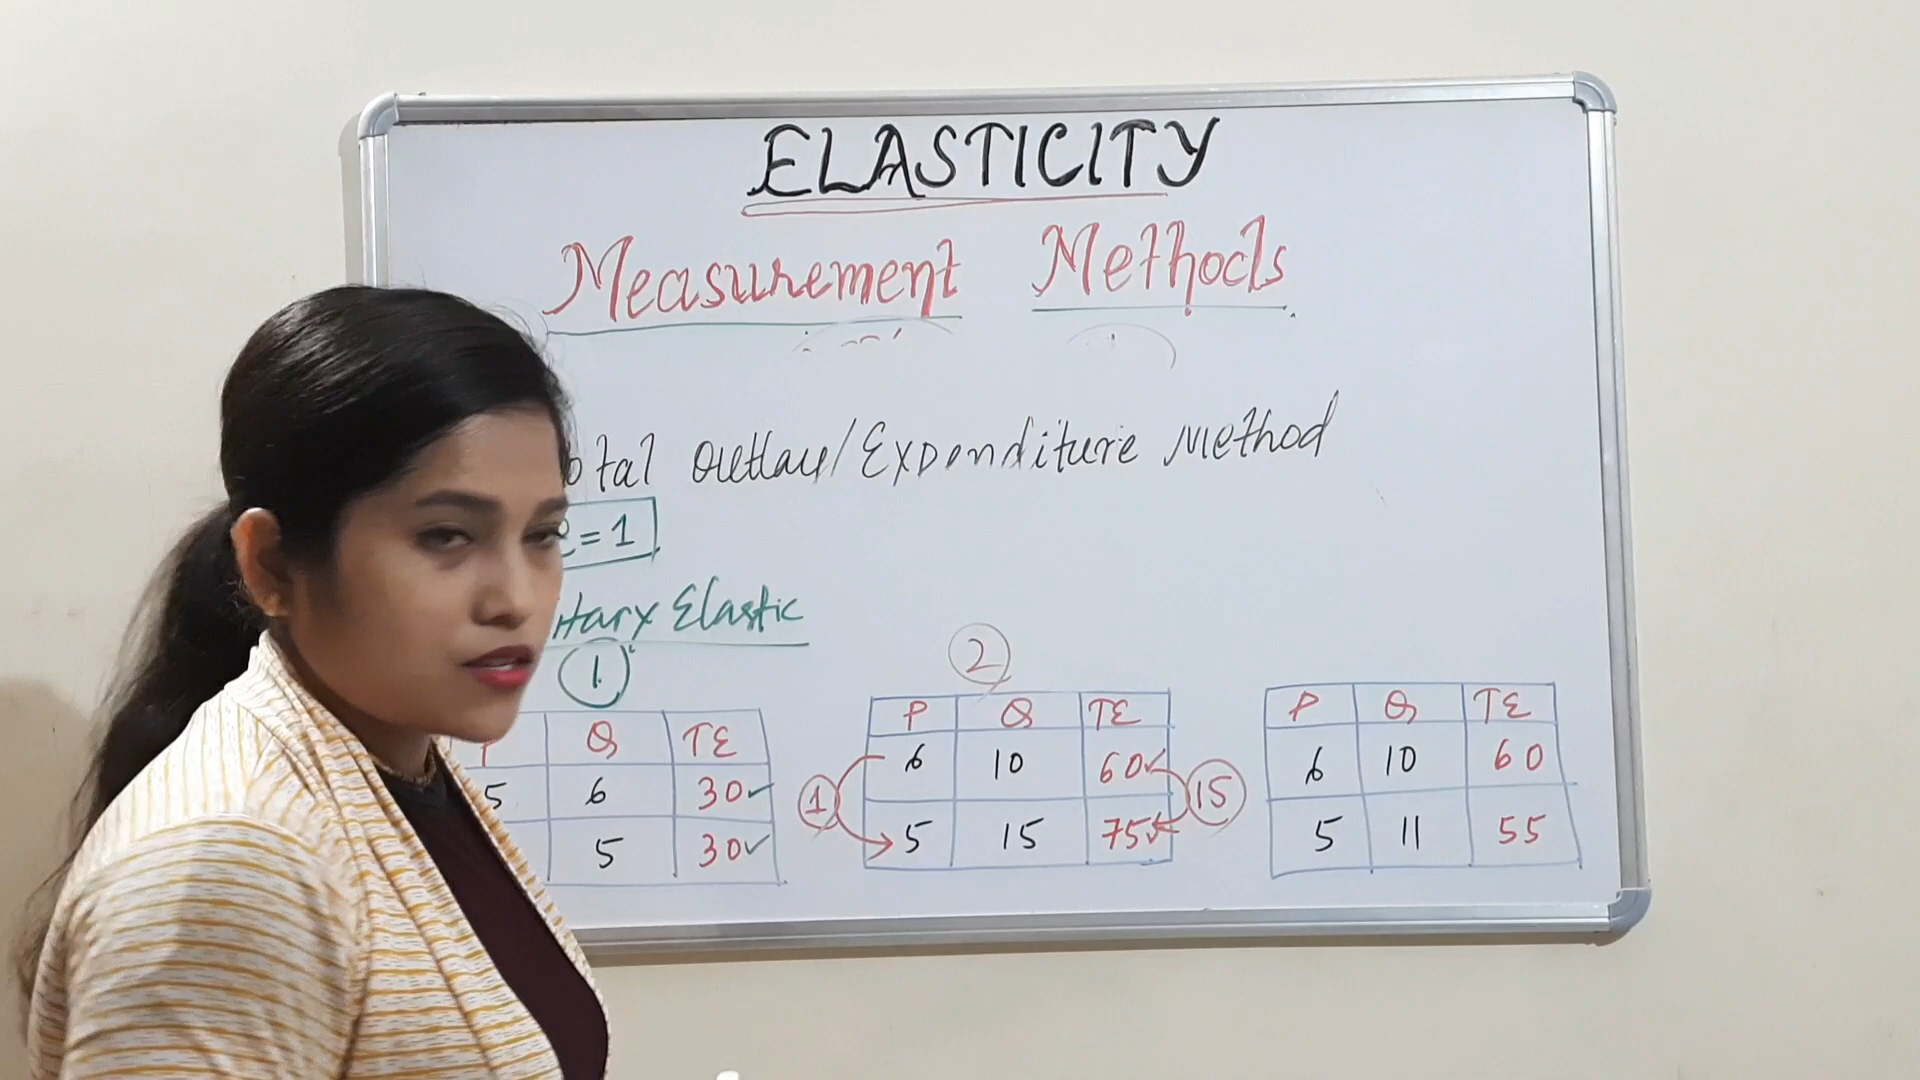 ELASTICITY
Measurement Methods.
otal Outlay/Expenditure Method
e=1
itary Elastic
1
2
P Q TE
5 6 30✓
5 30✓
P Q TE
6 10 60✓
5 15 75✓
1
15
P Q TE
6 10 60
5 11 55